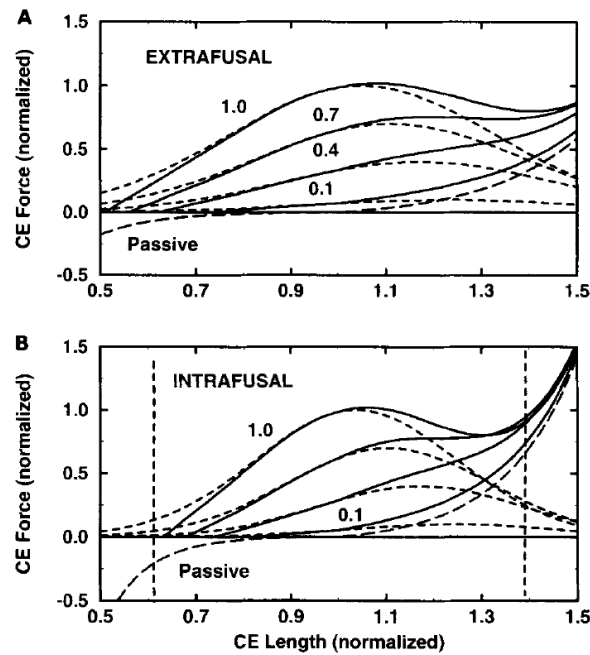 A
1.5
EXTRAFUSAL
1.0
1.0
0.7
0.5
0.4
0.1
0.0
Passive
-0.5
0.5 0.7 0.9 1.1 1.3 1.5
CE Force (normalized)
B
1.5
INTRAFUSAL
1.0
1.0
0.5
0.1
0.0
Passive
-0.5
0.5 0.7 0.9 1.1 1.3 1.5
CE Force (normalized)
CE Length (normalized)